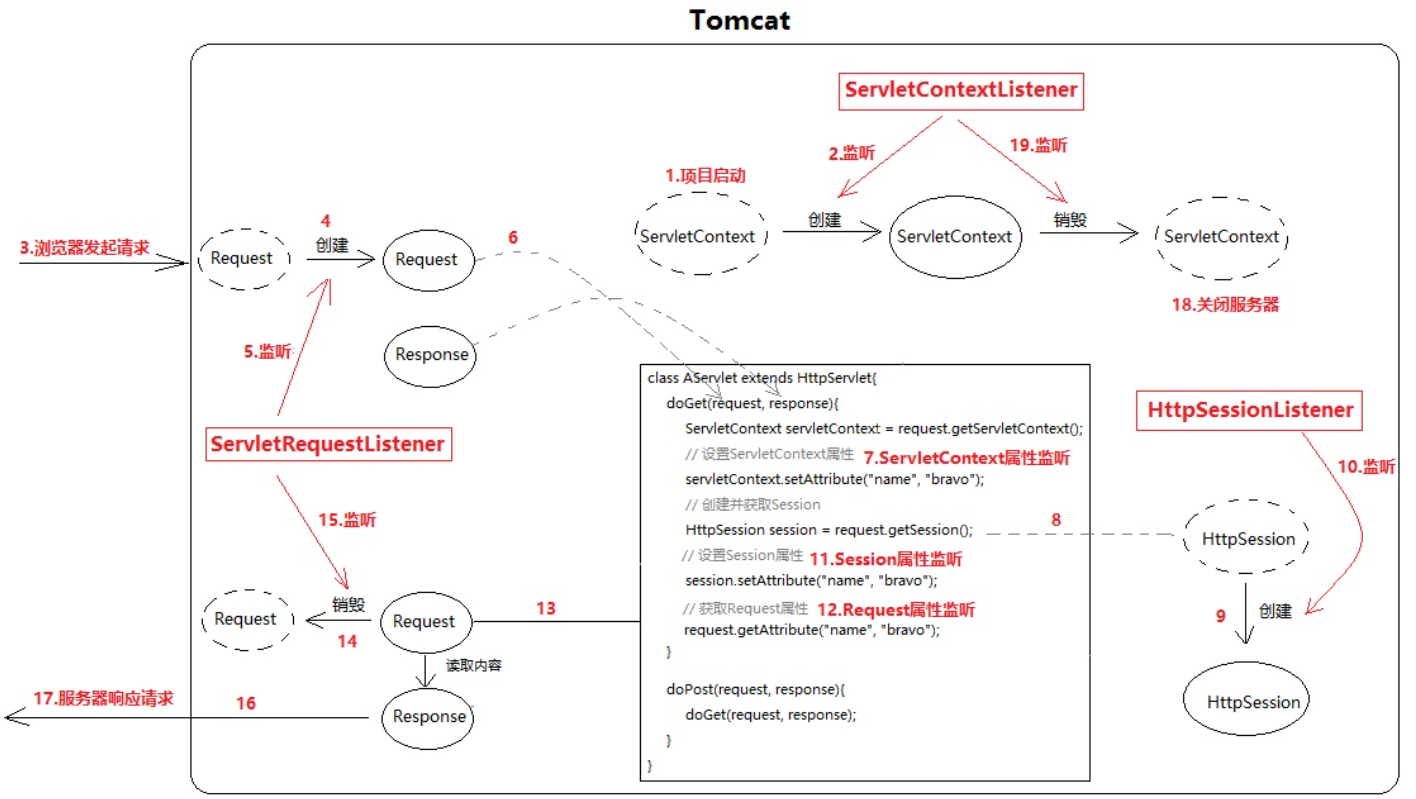 Tomcat
ServletContextListener
2.监听
19.监听
1.项目启动
ServletContext
创建
ServletContext
销毁
ServletContext
18.关闭服务器
3.浏览器发起请求
Request
4
创建
Request
6
Response
5.监听
ServletRequestListener
15.监听
class AServlet extends HttpServlet{
doGet(request, response){
ServletContext servletContext = request.getServletContext();
// 设置ServletContext属性 7.ServletContext属性监听
servletContext.setAttribute("name", "bravo");
// 创建并获取Session
HttpSession session = request.getSession();
// 设置Session属性 11.Session属性监听
session.setAttribute("name", "bravo");
// 获取Request属性 12.Request属性监听
request.getAttribute("name", "bravo");
}
doPost(request, response){
doGet(request, response);
}
}
HttpSessionListener
10.监听
8
HttpSession
9
创建
HttpSession
Request
销毁
14
Request
13
读取内容
Response
16
17.服务器响应请求